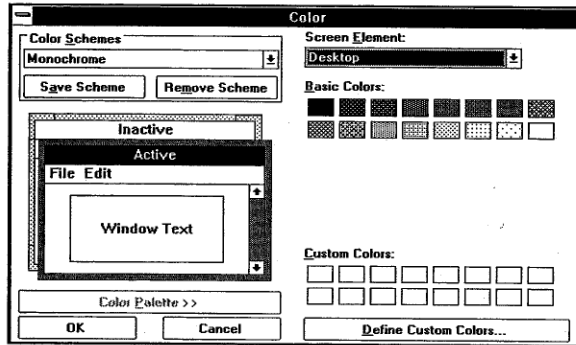 Color
Color Schemes
Monochrome
Save Scheme
Remove Scheme
Inactive
Active
File Edit
Window Text
Color Palette >>
OK
Cancel
Screen Element:
Desktop
Basic Colors:
Custom Colors:
Define Custom Colors...